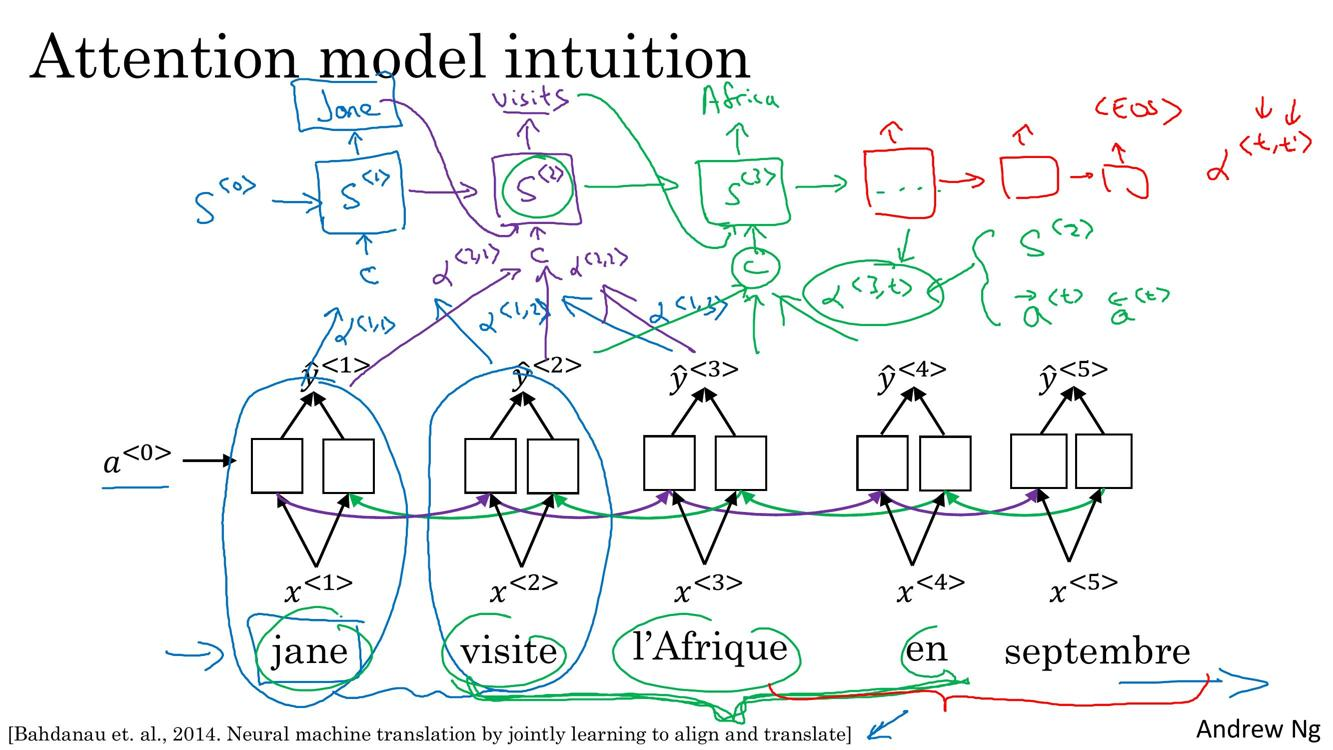 Attention model intuition
Jane visits Africa <EOS>
S<0> S<1> S<2> S<3> .... α<t,t'>
C C C
α<2,1> α<2,2> S<2>
α<1,1> α<1,2> α<1,3> α<3,t> →a<t> ←a<t>
ŷ<1> ŷ<2> ŷ<3> ŷ<4> ŷ<5>
a<0>
x<1> x<2> x<3> x<4> x<5>
jane visite l'Afrique en septembre
[Bahdanau et. al., 2014. Neural machine translation by jointly learning to align and translate]
Andrew Ng